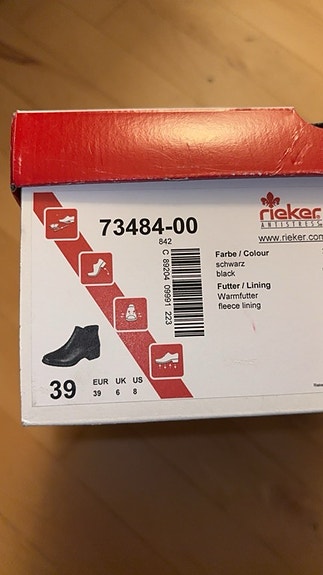 rieker
ANTISTRESS
www.rieker.com
73484-00
842
C 89204 09991 223
Farbe / Colour
schwarz
black
Futter / Lining
Warmfutter
fleece lining
39
EUR UK US
39 6 8